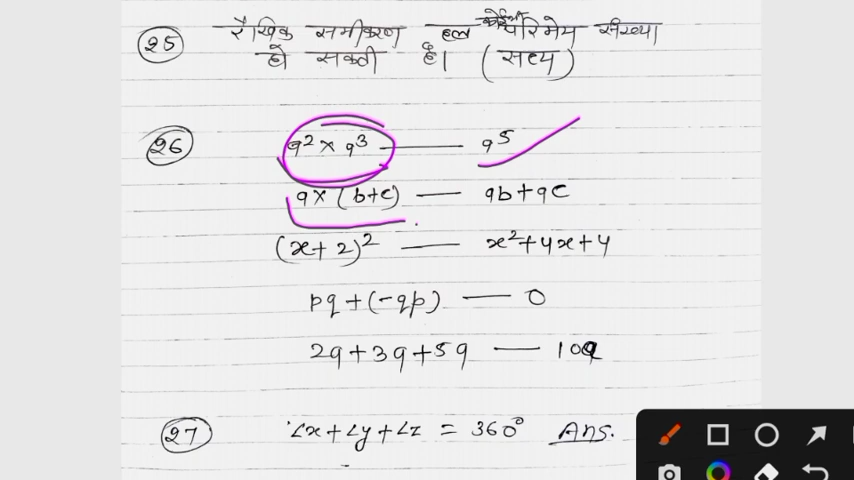 (25) रैखिक समीकरण हल कोई भी परिमेय संख्या
हो सकती है। (सत्य)
(26) a² × a³ — a⁵
a × (b+c) — ab+ac
(x+2)² — x²+4x+4
pq+(-qp) — 0
2a+3a+5a — 10a
(27) ∠x+∠y+∠z = 360° Ans.